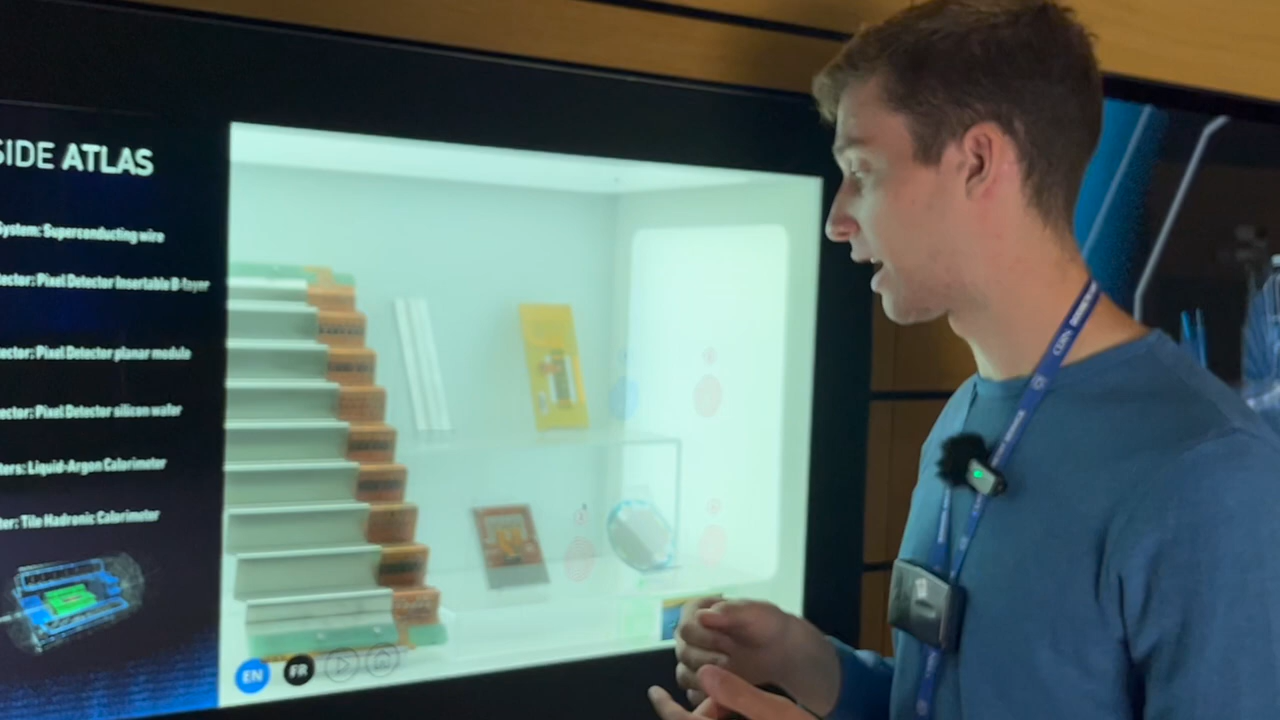 SIDE ATLAS
System: Superconducting wire
ector: Pixel Detector Insertable B-layer
ector: Pixel Detector planar module
ector: Pixel Detector silicon wafer
ters: Liquid-Argon Calorimeter
ter: Tile Hadronic Calorimeter
EN
FR
CERN